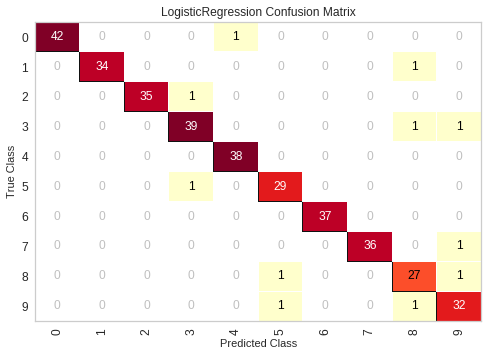 LogisticRegression Confusion Matrix
True Class
0 42 0 0 0 1 0 0 0 0 0
1 0 34 0 0 0 0 0 0 1 0
2 0 0 35 1 0 0 0 0 0 0
3 0 0 0 39 0 0 0 0 1 1
4 0 0 0 0 38 0 0 0 0 0
5 0 0 0 1 0 29 0 0 0 0
6 0 0 0 0 0 0 37 0 0 0
7 0 0 0 0 0 0 0 36 0 1
8 0 0 0 0 0 1 0 0 27 1
9 0 0 0 0 0 1 0 0 1 32
0 1 2 3 4 5 6 7 8 9
Predicted Class